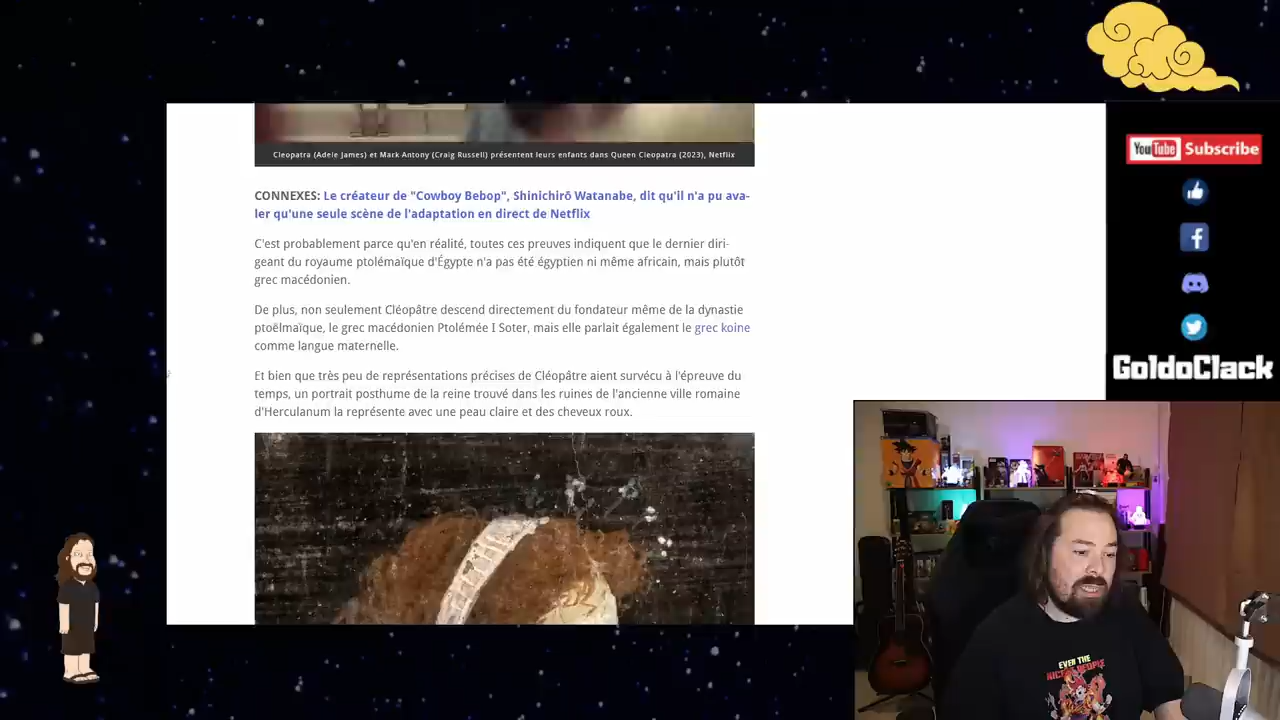 Cleopatra (Adele James) et Mark Antony (Craig Russell) présentent leurs enfants dans Queen Cleopatra (2023), Netflix
CONNEXES: Le créateur de "Cowboy Bebop", Shinichirō Watanabe, dit qu'il n'a pu ava-
ler qu'une seule scène de l'adaptation en direct de Netflix
C'est probablement parce qu'en réalité, toutes ces preuves indiquent que le dernier diri-
geant du royaume ptolémaïque d'Égypte n'a pas été égyptien ni même africain, mais plutôt
grec macédonien.
De plus, non seulement Cléopâtre descend directement du fondateur même de la dynastie
ptoëlmaïque, le grec macédonien Ptolémée I Soter, mais elle parlait également le grec koine
comme langue maternelle.
Et bien que très peu de représentations précises de Cléopâtre aient survécu à l'épreuve du
temps, un portrait posthume de la reine trouvé dans les ruines de l'ancienne ville romaine
d'Herculanum la représente avec une peau claire et des cheveux roux.
YouTube Subscribe
GoldoClack
EVEN THE
NICEST PEOPLE